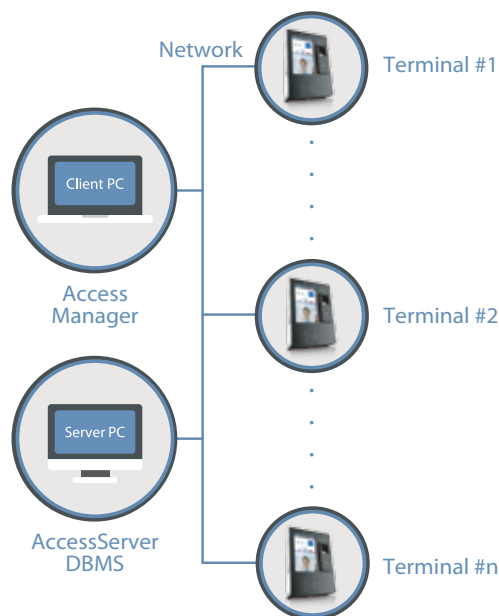 Network
Terminal #1
Client PC
Access
Manager
Terminal #2
Server PC
AccessServer
DBMS
Terminal #n